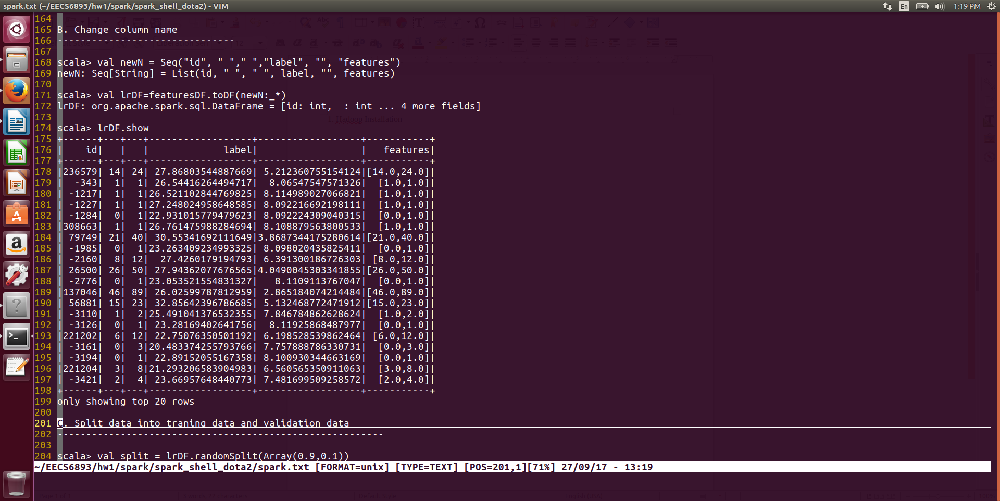 spark.txt (~/EECS6893/hw1/spark/spark_shell_dota2) - VIM
En
1:19 PM
164
165 B. Change column name
166 -------------------------------
167
168 scala> val newN = Seq("id", " "," ","label", "", "features")
169 newN: Seq[String] = List(id, " ", " ", label, "", features)
170
171 scala> val lrDF=featuresDF.toDF(newN:_*)
172 lrDF: org.apache.spark.sql.DataFrame = [id: int,  : int ... 4 more fields]
173
1. Hadoop Installation
174 scala> lrDF.show
175 +------+---+---+------------------+------------------+-----------+
176 |    id|   |   |             label|                  |   features|
177 +------+---+---+------------------+------------------+-----------+
178 |236579| 14| 24| 27.86803544887669| 5.212360755154124|[14.0,24.0]|
179 |  -343|  1|  1| 26.54416264494717|  8.06547547571326|  [1.0,1.0]|
180 | -1217|  1|  1|26.521102844769825| 8.114989027066821|  [1.0,1.0]|
181 | -1227|  1|  1|27.248024958648585| 8.092216692198111|  [1.0,1.0]|
182 | -1284|  0|  1|22.931015779479623| 8.092224309040315|  [0.0,1.0]|
183 |308663|  1|  1|26.761475988284694| 8.108879563800533|  [1.0,1.0]|
184 | 79749| 21| 40| 30.55341692111649|3.8687344175280614|[21.0,40.0]|
185 | -1985|  0|  1|23.263409234993325| 8.098020435825411|  [0.0,1.0]|
186 | -2160|  8| 12|  27.4260179194793| 6.391300186726303| [8.0,12.0]|
187 | 26500| 26| 50| 27.94362077676565|4.0490045303341855|[26.0,50.0]|
188 | -2776|  0|  1|23.053521554831327|  8.1109113767047|  [0.0,1.0]|
189 |137046| 46| 89| 26.02599787812959| 2.865184074214484|[46.0,89.0]|
190 | 56881| 15| 23| 32.85642396786685| 5.132468772471912|[15.0,23.0]|
191 | -3110|  1|  2|25.491041376532355| 7.846784862628624|  [1.0,2.0]|
192 | -3126|  0|  1| 23.28169402641756|  8.11925868487977|  [0.0,1.0]|
193 |221202|  6| 12| 22.75076350501192| 6.198528539862464| [6.0,12.0]|
194 | -3161|  0|  3|20.483374255793766| 7.757888786330731|  [0.0,3.0]|
195 | -3194|  0|  1| 22.89152055167358| 8.100930344663169|  [0.0,1.0]|
196 |221204|  3|  8|21.293206583904983| 6.560565350911063|  [3.0,8.0]|
197 | -3421|  2|  4| 23.66957648440773| 7.481699509258572|  [2.0,4.0]|
198 +------+---+---+------------------+------------------+-----------+
199 only showing top 20 rows
200
201 C. Split data into traning data and validation data
202 ---------------------------------------------------------
203
204 scala> val split = lrDF.randomSplit(Array(0.9,0.1))
~/EECS6893/hw1/spark/spark_shell_dota2/spark.txt [FORMAT=unix] [TYPE=TEXT] [POS=201,1][71%] 27/09/17 - 13:19